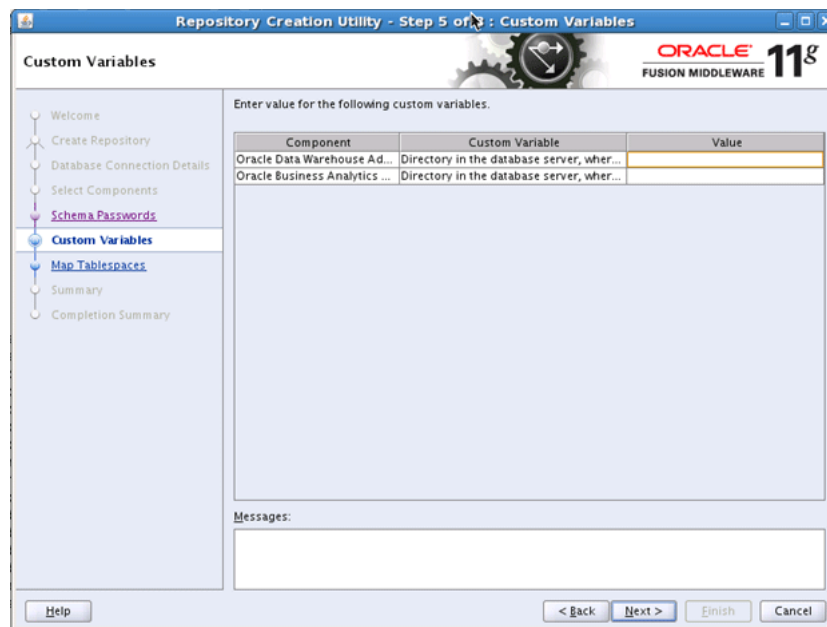 Repository Creation Utility - Step 5 of 8 : Custom Variables
Custom Variables
ORACLE
FUSION MIDDLEWARE
11g
Welcome
Create Repository
Database Connection Details
Select Components
Schema Passwords
Custom Variables
Map Tablespaces
Summary
Completion Summary
Enter value for the following custom variables.
Component Custom Variable Value
Oracle Data Warehouse Ad... Directory in the database server, wher...
Oracle Business Analytics ... Directory in the database server, wher...
Messages:
Help < Back Next > Finish Cancel